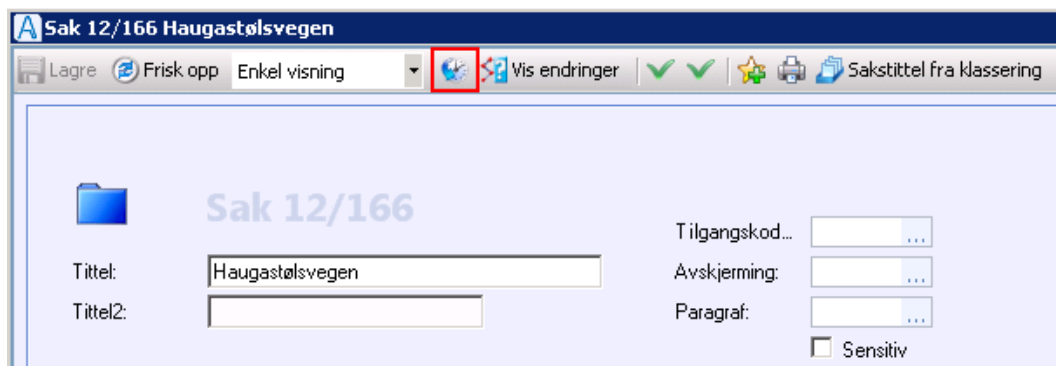 Sak 12/166 Haugastølsvegen
Lagre Frisk opp Enkel visning Vis endringer Sakstittel fra klassering
Sak 12/166
Tilgangskod...
...
Tittel: Haugastølsvegen Avskjerming: ...
Tittel2: Paragraf: ...
Sensitiv